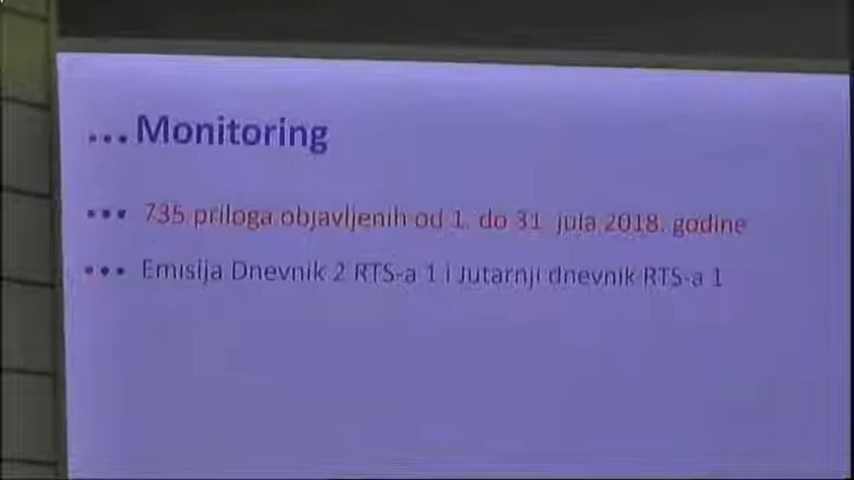 ...Monitoring
... 735 priloga objavljenih od 1. do 31 jula 2018. godine
... Emisija Dnevnik 2 RTS-a 1 i Jutarnji dnevnik RTS-a 1